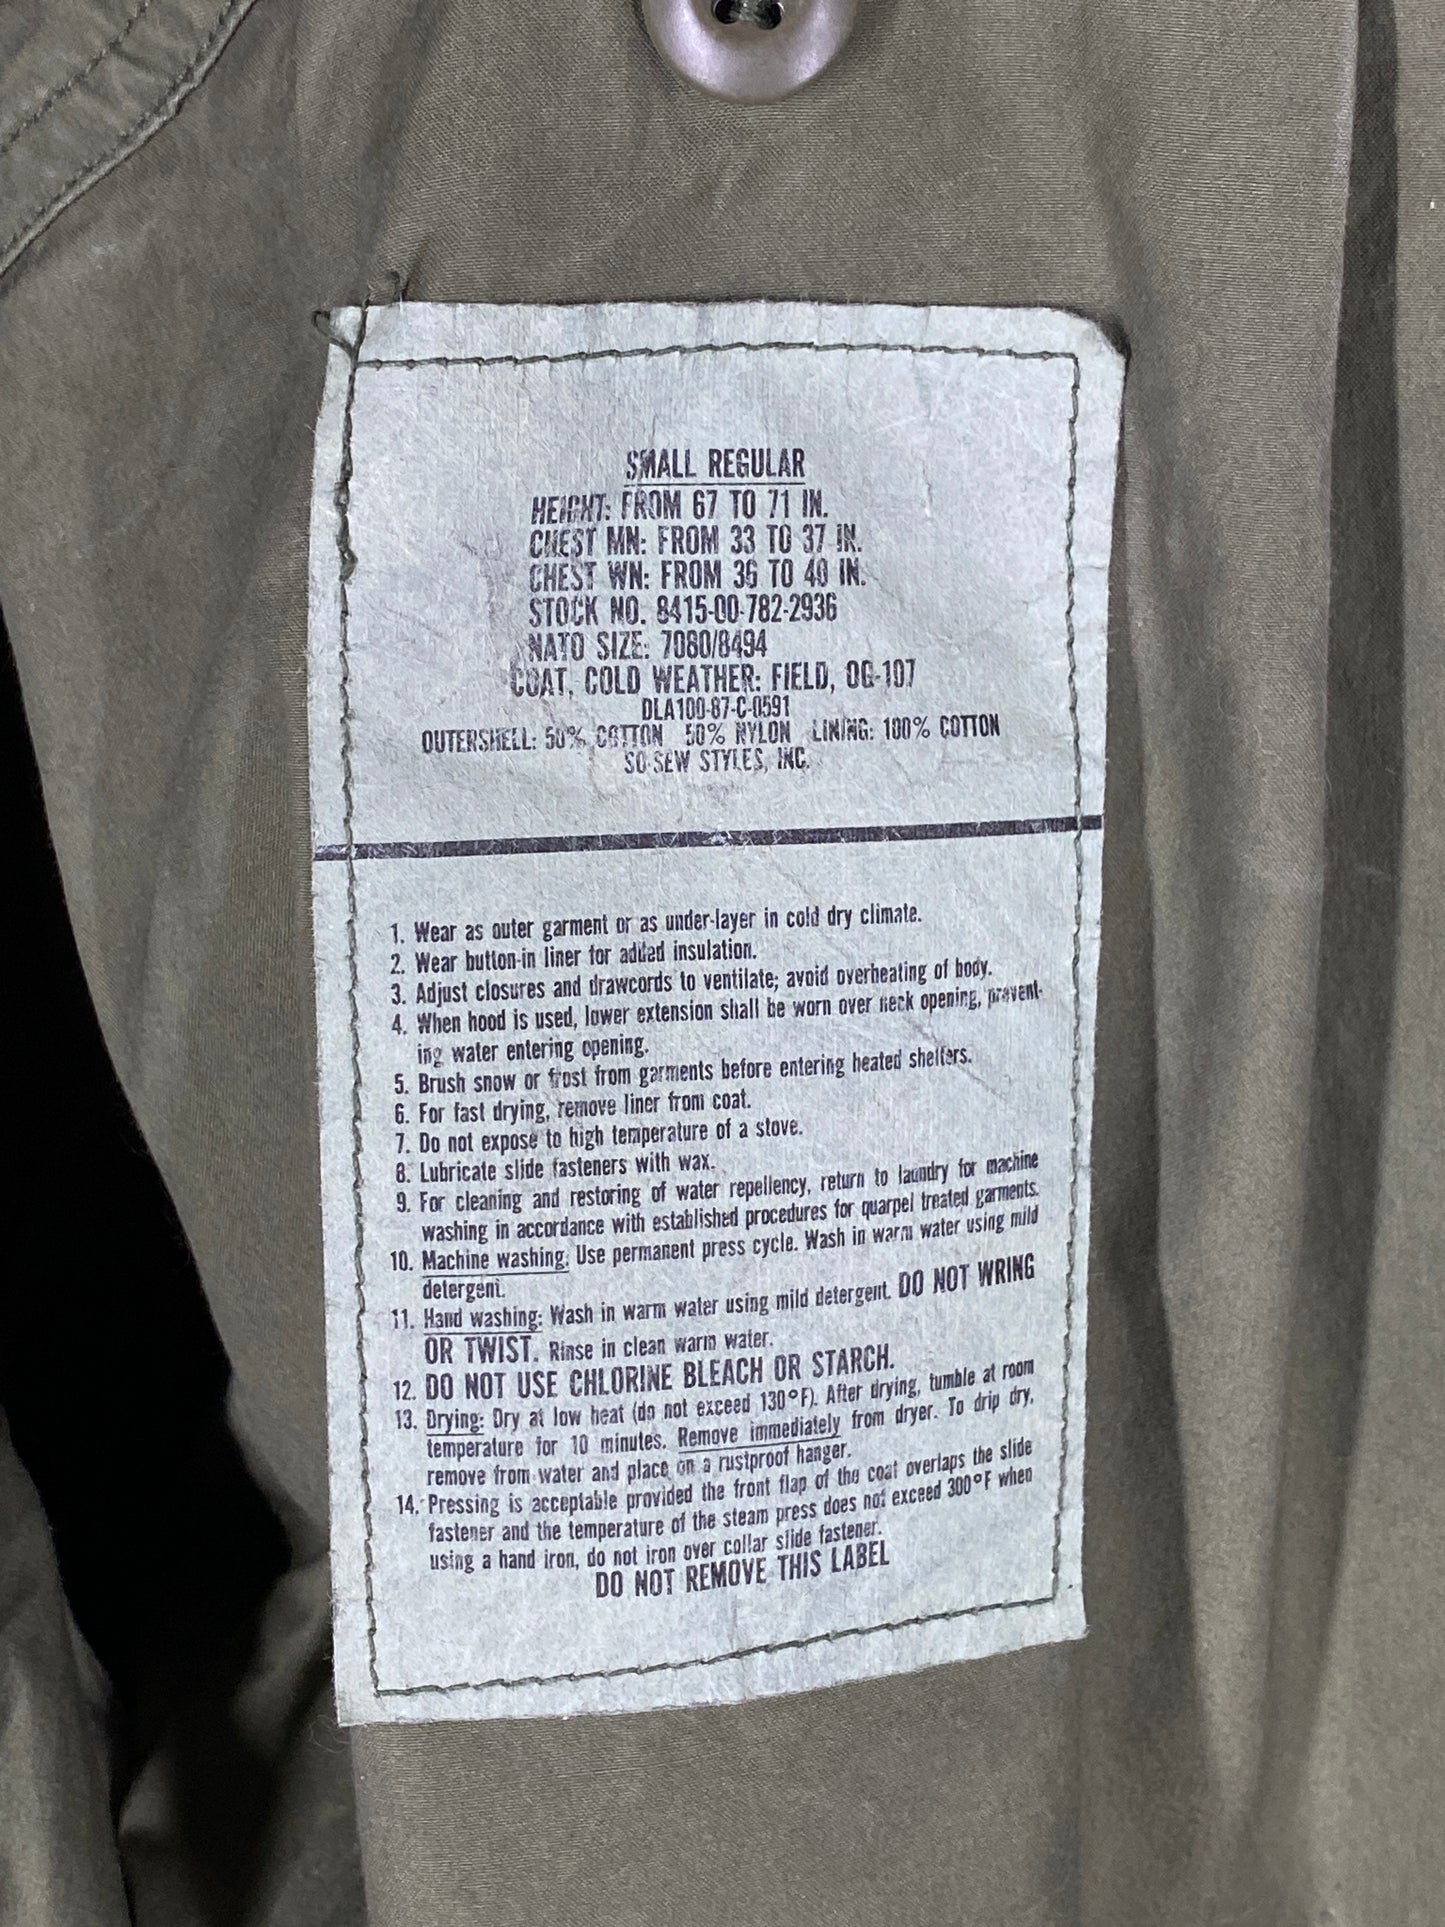 SMALL REGULAR
HEIGHT: FROM 67 TO 71 IN.
CHEST MN: FROM 33 TO 37 IN.
CHEST WN: FROM 36 TO 40 IN.
STOCK NO. 8415-00-782-2936
NATO SIZE: 7080/8494
COAT, COLD WEATHER: FIELD, OG-107
DLA100-87-C-0591
OUTERSHELL: 50% COTTON 50% NYLON LINING: 100% COTTON
SO-SEW STYLES, INC.
1. Wear as outer garment or as under-layer in cold dry climate.
2. Wear button-in liner for added insulation.
3. Adjust closures and drawcords to ventilate; avoid overheating of body.
4. When hood is used, lower extension shall be worn over neck opening, prevent-
ing water entering opening.
5. Brush snow or frost from garments before entering heated shelters.
6. For fast drying, remove liner from coat.
7. Do not expose to high temperature of a stove.
8. Lubricate slide fasteners with wax.
9. For cleaning and restoring of water repellency, return to laundry for machine
washing in accordance with established procedures for quarpel treated garments.
10. Machine washing: Use permanent press cycle. Wash in warm water using mild
detergent.
11. Hand washing: Wash in warm water using mild detergent. DO NOT WRING
OR TWIST. Rinse in clean warm water.
12. DO NOT USE CHLORINE BLEACH OR STARCH.
13. Drying: Dry at low heat (do not exceed 130°F). After drying, tumble at room
temperature for 10 minutes. Remove immediately from dryer. To drip dry,
remove from water and place on a rustproof hanger.
14. Pressing is acceptable provided the front flap of the coat overlaps the slide
fastener and the temperature of the steam press does not exceed 300°F when
using a hand iron, do not iron over collar slide fastener.
DO NOT REMOVE THIS LABEL